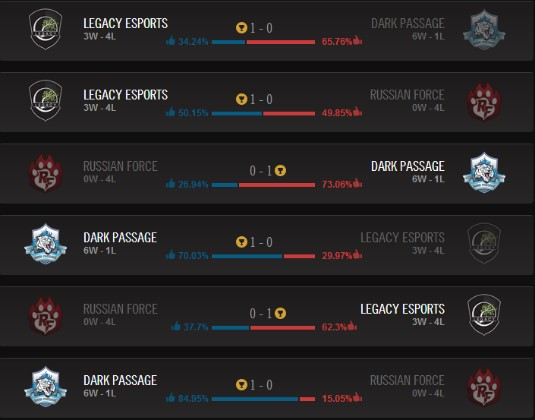 LEGACY ESPORTS
3W - 4L
1 - 0
34.24%
65.76%
DARK PASSAGE
6W - 1L
LEGACY ESPORTS
3W - 4L
1 - 0
50.15%
49.85%
RUSSIAN FORCE
0W - 4L
RUSSIAN FORCE
0W - 4L
0 - 1
26.94%
73.06%
DARK PASSAGE
6W - 1L
DARK PASSAGE
6W - 1L
1 - 0
70.03%
29.97%
LEGACY ESPORTS
3W - 4L
RUSSIAN FORCE
0W - 4L
0 - 1
37.7%
62.3%
LEGACY ESPORTS
3W - 4L
DARK PASSAGE
6W - 1L
1 - 0
84.95%
15.05%
RUSSIAN FORCE
0W - 4L